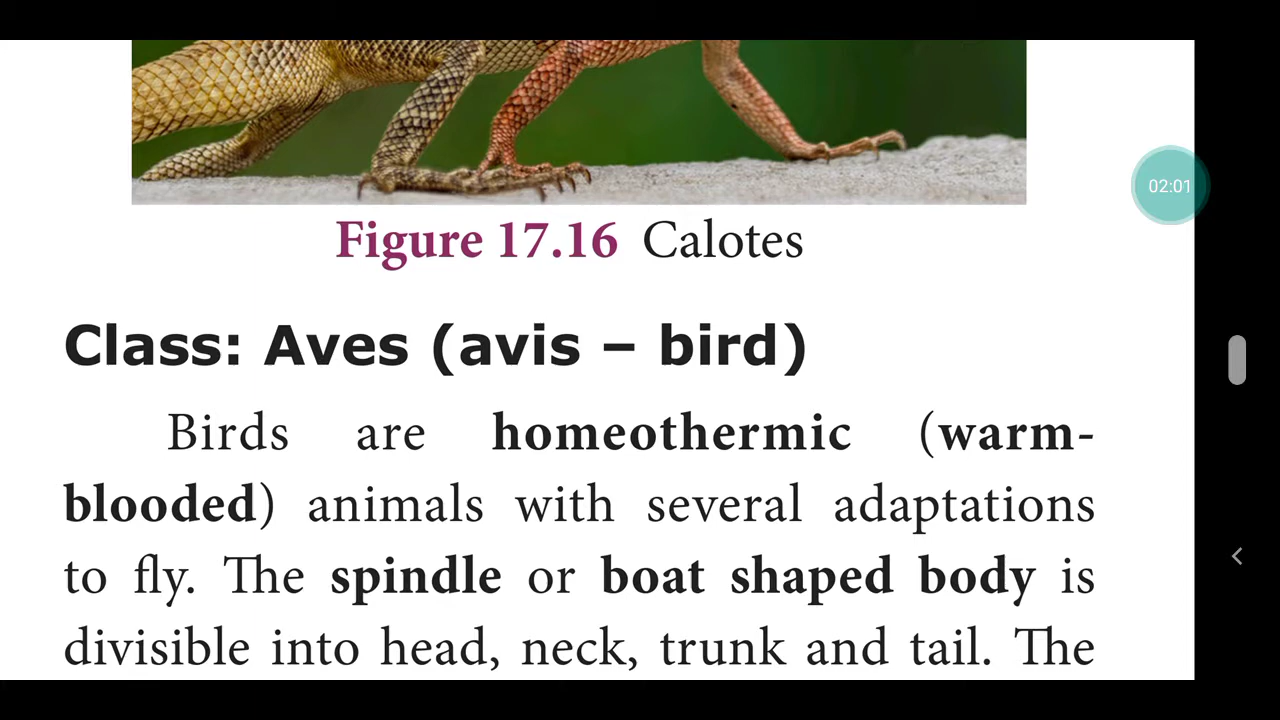 02:01
Figure 17.16 Calotes
Class: Aves (avis – bird)
Birds are homeothermic (warm-
blooded) animals with several adaptations
to fly. The spindle or boat shaped body is
divisible into head, neck, trunk and tail. The